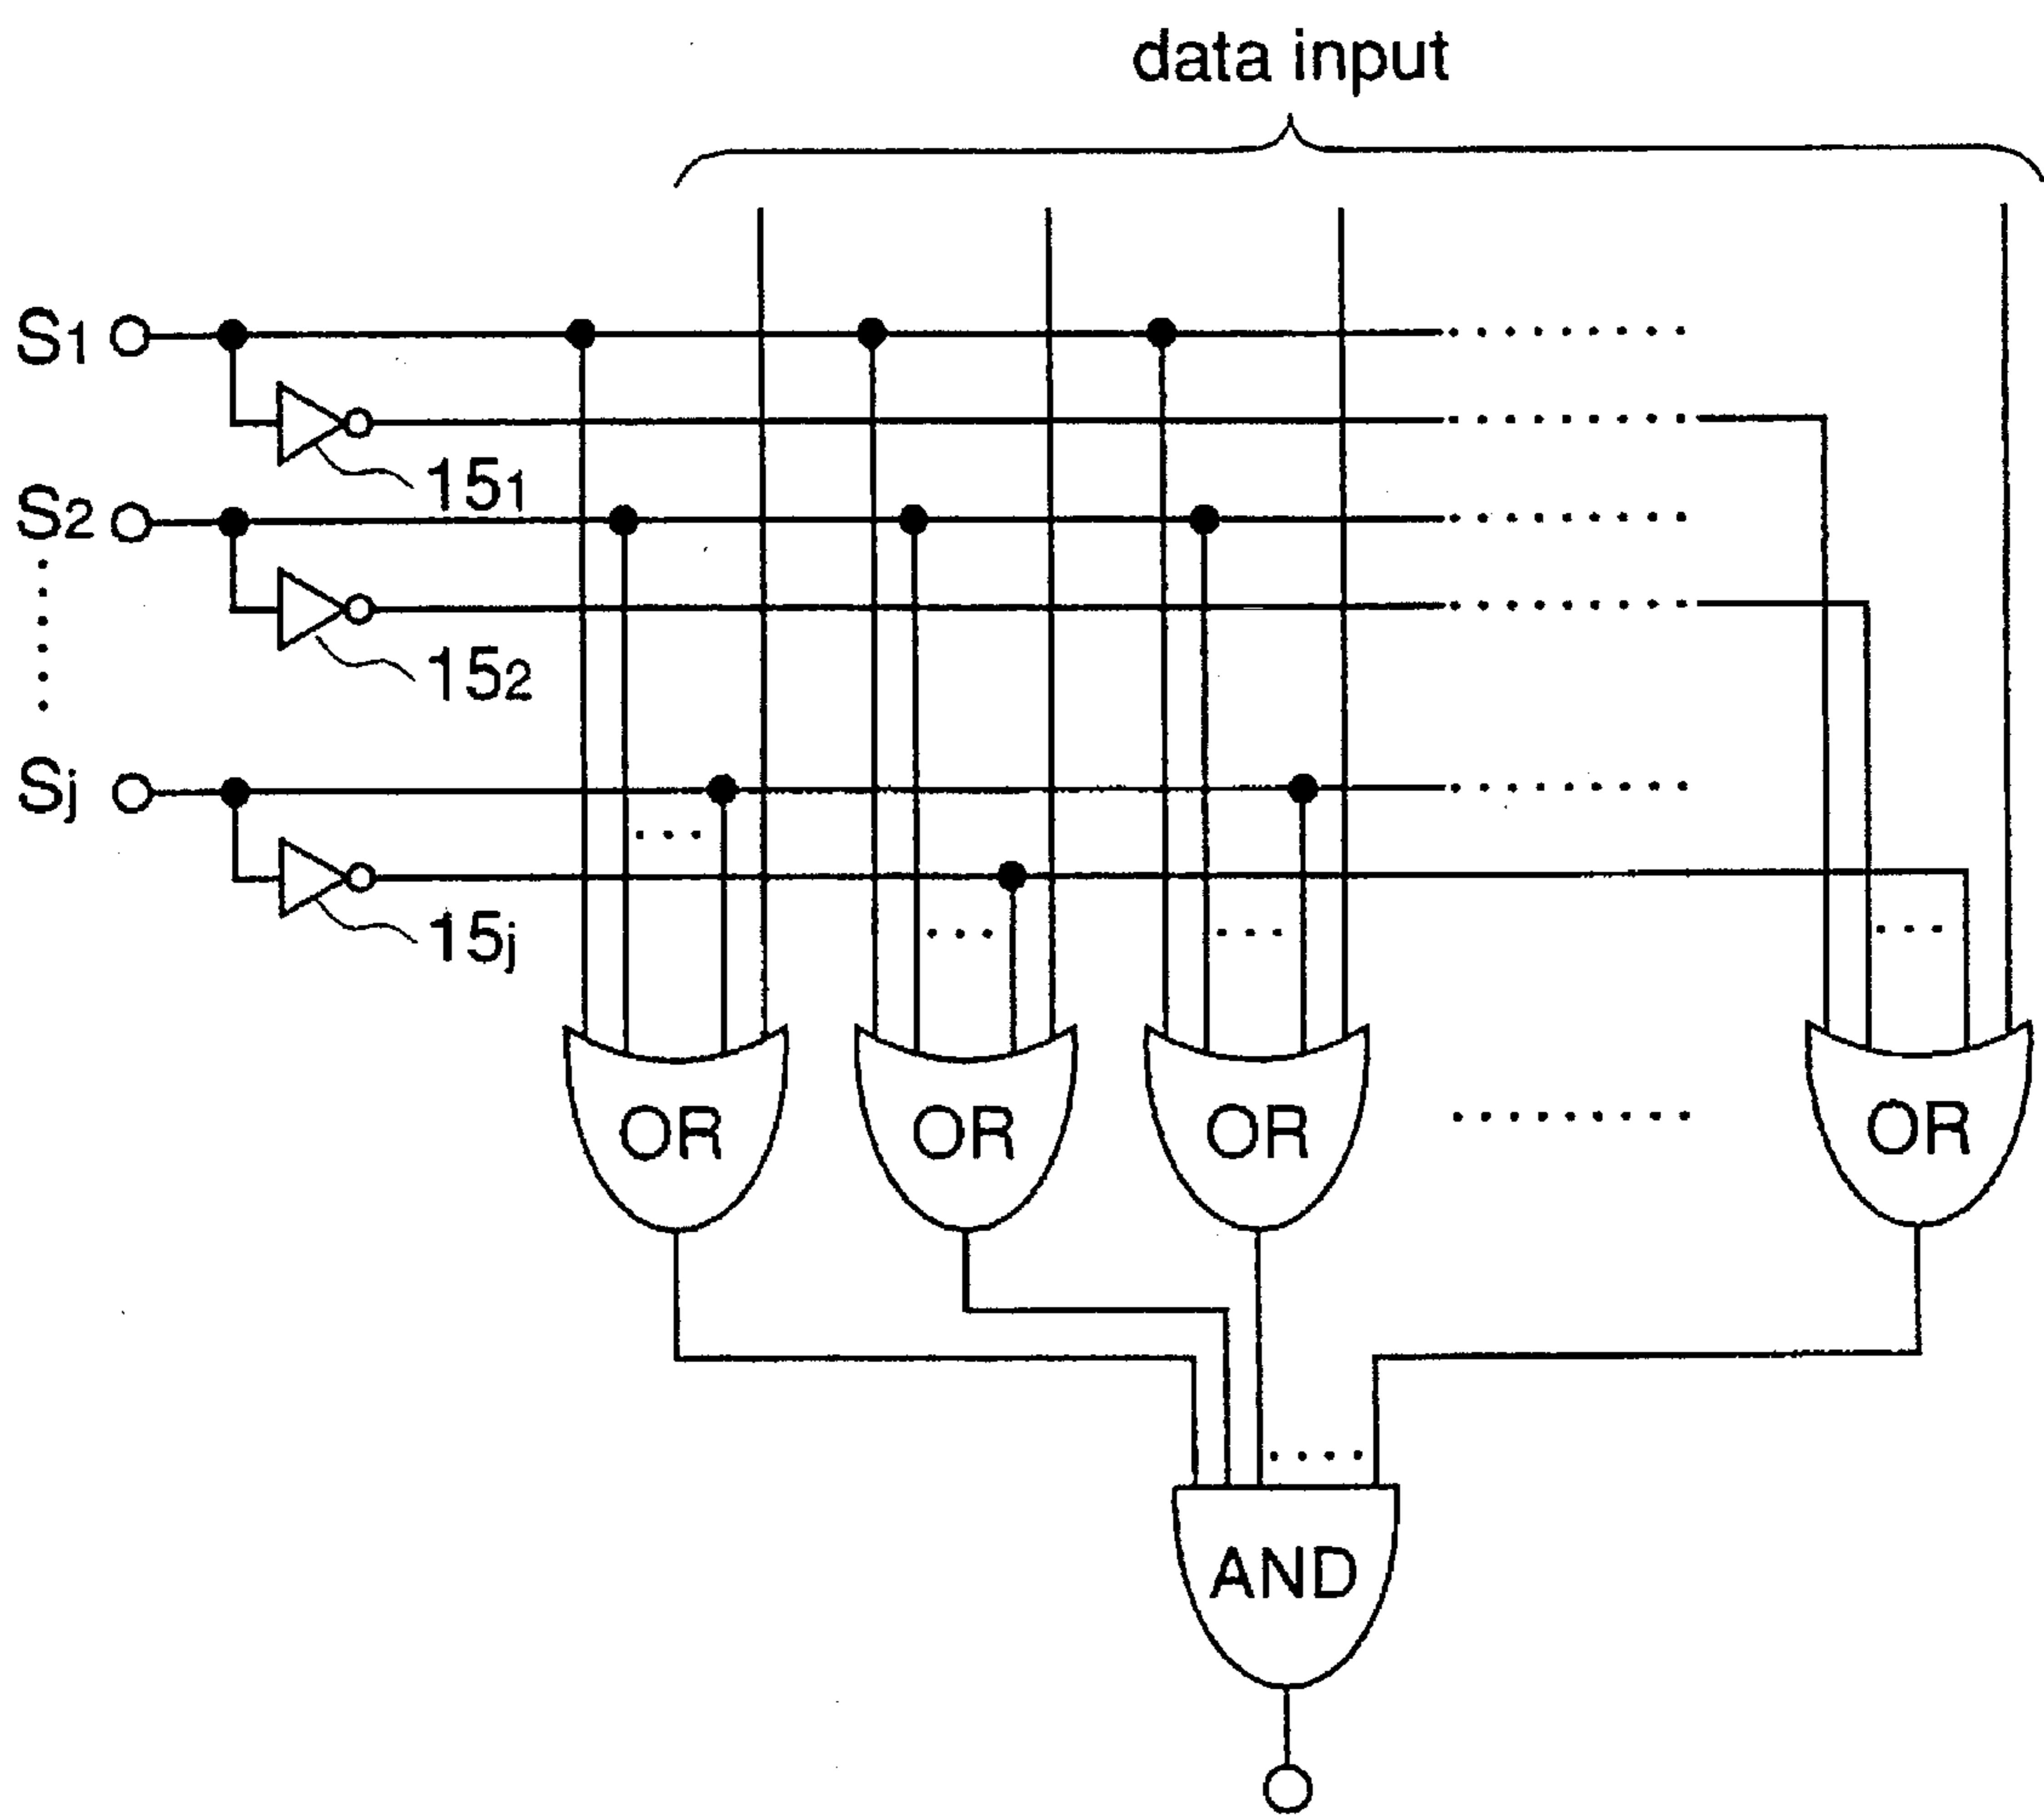 data input
S1
151
S2
152
Sj
15j
OR OR OR OR
AND